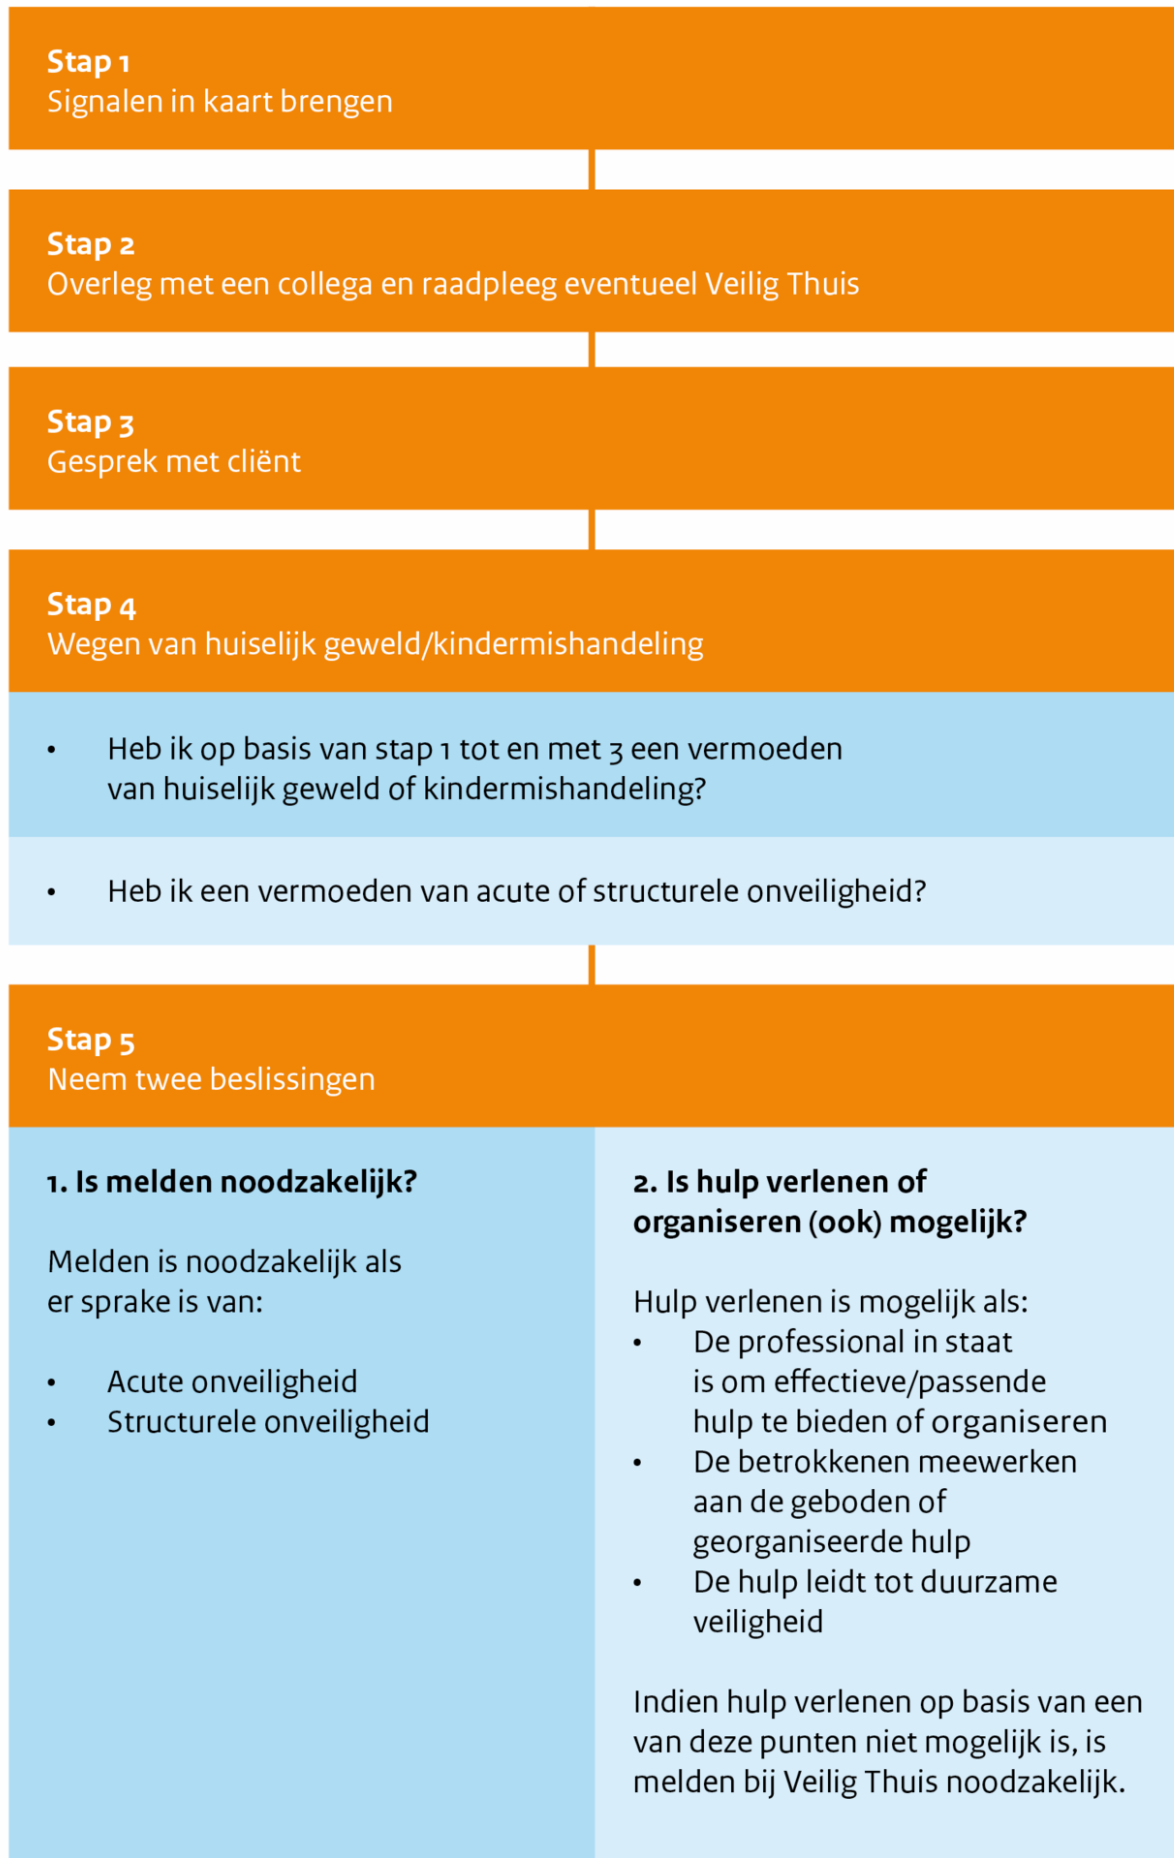 Stap 1
Signalen in kaart brengen
Stap 2
Overleg met een collega en raadpleeg eventueel Veilig Thuis
Stap 3
Gesprek met cliënt
Stap 4
Wegen van huiselijk geweld/kindermishandeling
• Heb ik op basis van stap 1 tot en met 3 een vermoeden
van huiselijk geweld of kindermishandeling?
• Heb ik een vermoeden van acute of structurele onveiligheid?
Stap 5
Neem twee beslissingen
1. Is melden noodzakelijk?
Melden is noodzakelijk als
er sprake is van:
• Acute onveiligheid
• Structurele onveiligheid
2. Is hulp verlenen of
organiseren (ook) mogelijk?
Hulp verlenen is mogelijk als:
• De professional in staat
is om effectieve/passende
hulp te bieden of organiseren
• De betrokkenen meewerken
aan de geboden of
georganiseerde hulp
• De hulp leidt tot duurzame
veiligheid
Indien hulp verlenen op basis van een
van deze punten niet mogelijk is, is
melden bij Veilig Thuis noodzakelijk.